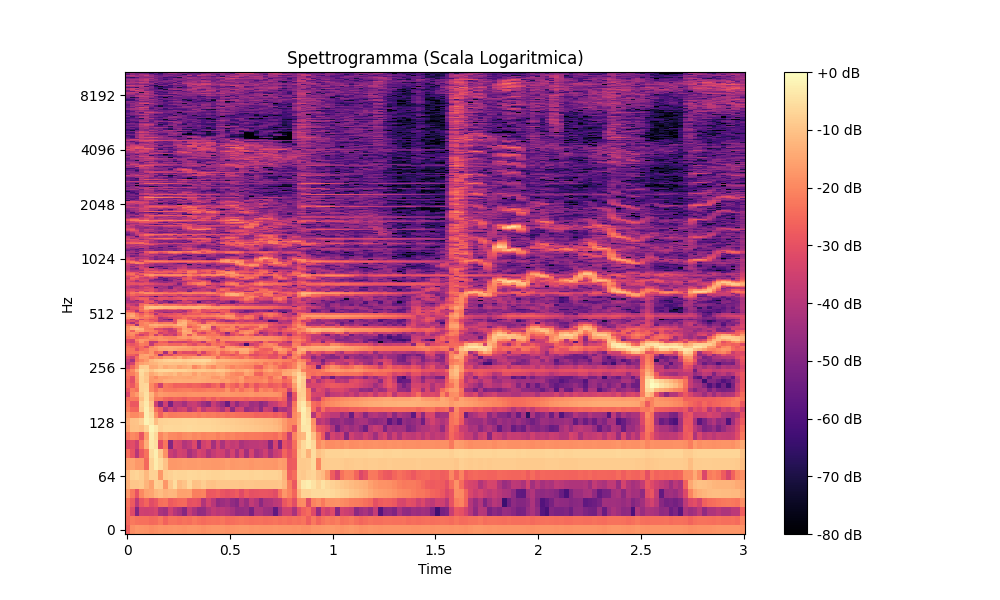 Spettrogramma (Scala Logaritmica)
Hz
8192
4096
2048
1024
512
256
128
64
0
0
0.5
1
1.5
2
2.5
3
Time
+0 dB
-10 dB
-20 dB
-30 dB
-40 dB
-50 dB
-60 dB
-70 dB
-80 dB